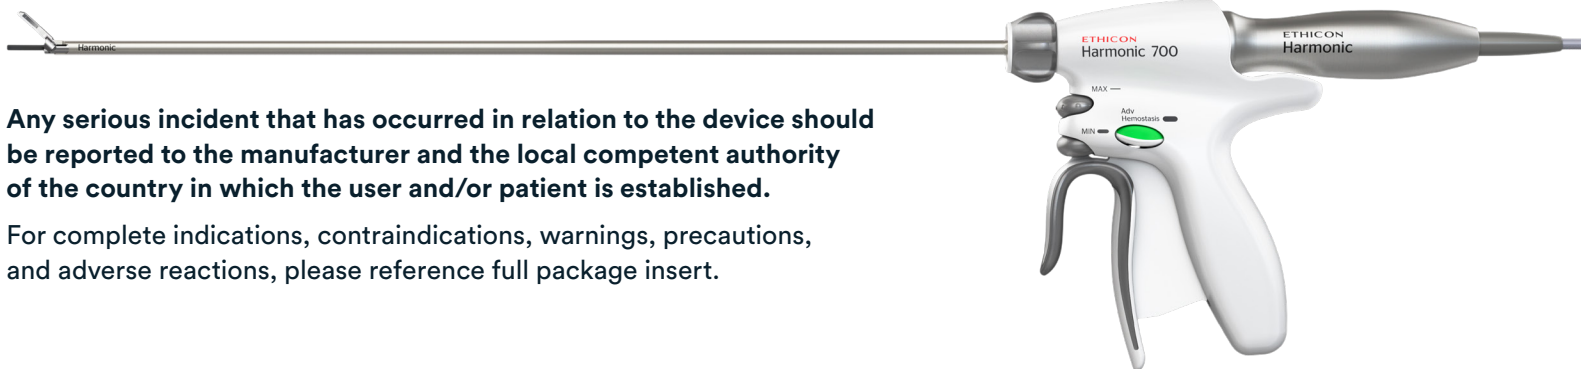 Harmonic
ETHICON
Harmonic 700
ETHICON
Harmonic
MAX
Adv
Hemostasis
MIN
Any serious incident that has occurred in relation to the device should
be reported to the manufacturer and the local competent authority
of the country in which the user and/or patient is established.
For complete indications, contraindications, warnings, precautions,
and adverse reactions, please reference full package insert.